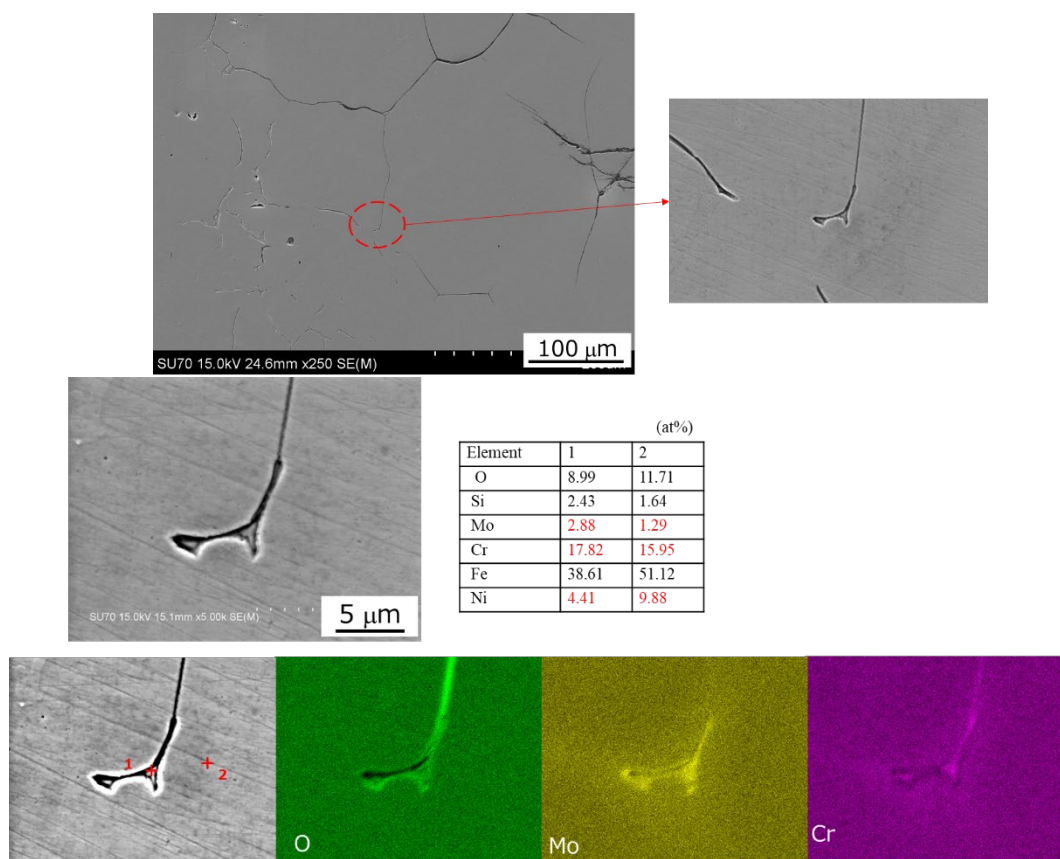 SU70 15.0kV 24.6mm x250 SE(M)
100 μm
SU70 15.0kV 15.1mm x5.00k SE(M)
5 μm
(at%)
Element 1 2
O 8.99 11.71
Si 2.43 1.64
Mo 2.88 1.29
Cr 17.82 15.95
Fe 38.61 51.12
Ni 4.41 9.88
1
2
O
Mo
Cr